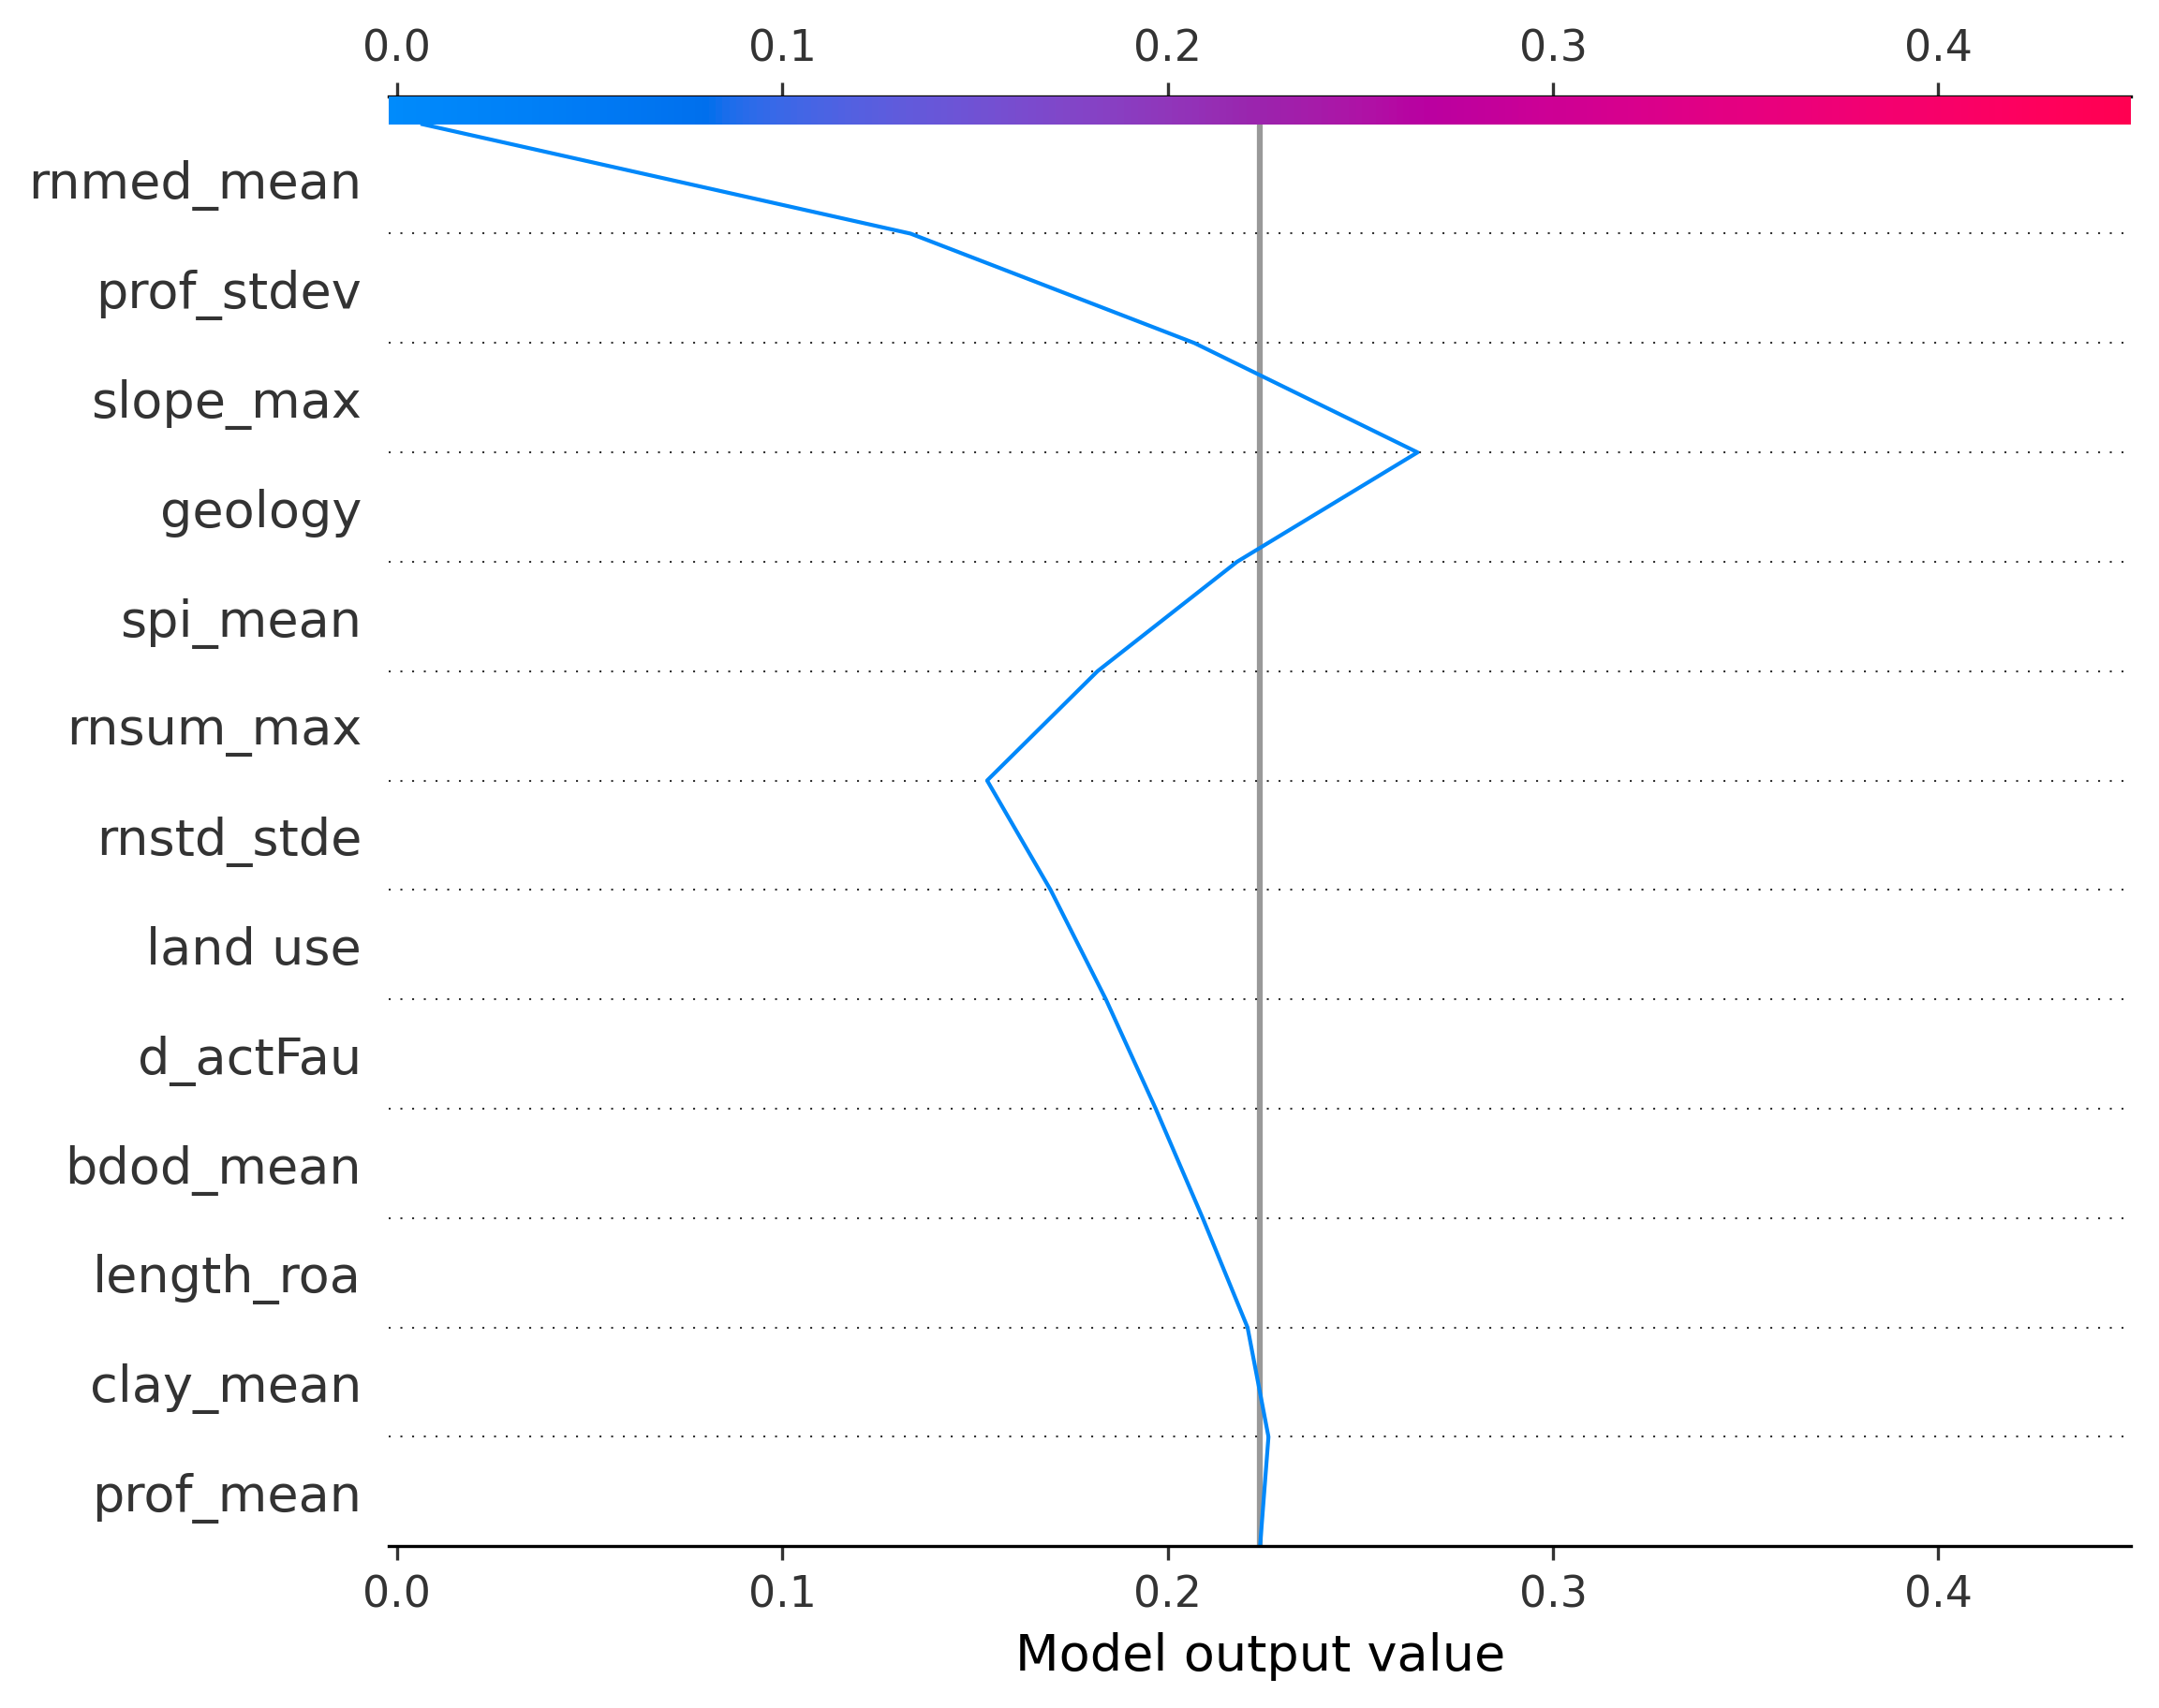 0.0 0.1 0.2 0.3 0.4
rnmed_mean
prof_stdev
slope_max
geology
spi_mean
rnsum_max
rnstd_stde
land use
d_actFau
bdod_mean
length_roa
clay_mean
prof_mean
0.0 0.1 0.2 0.3 0.4
Model output value